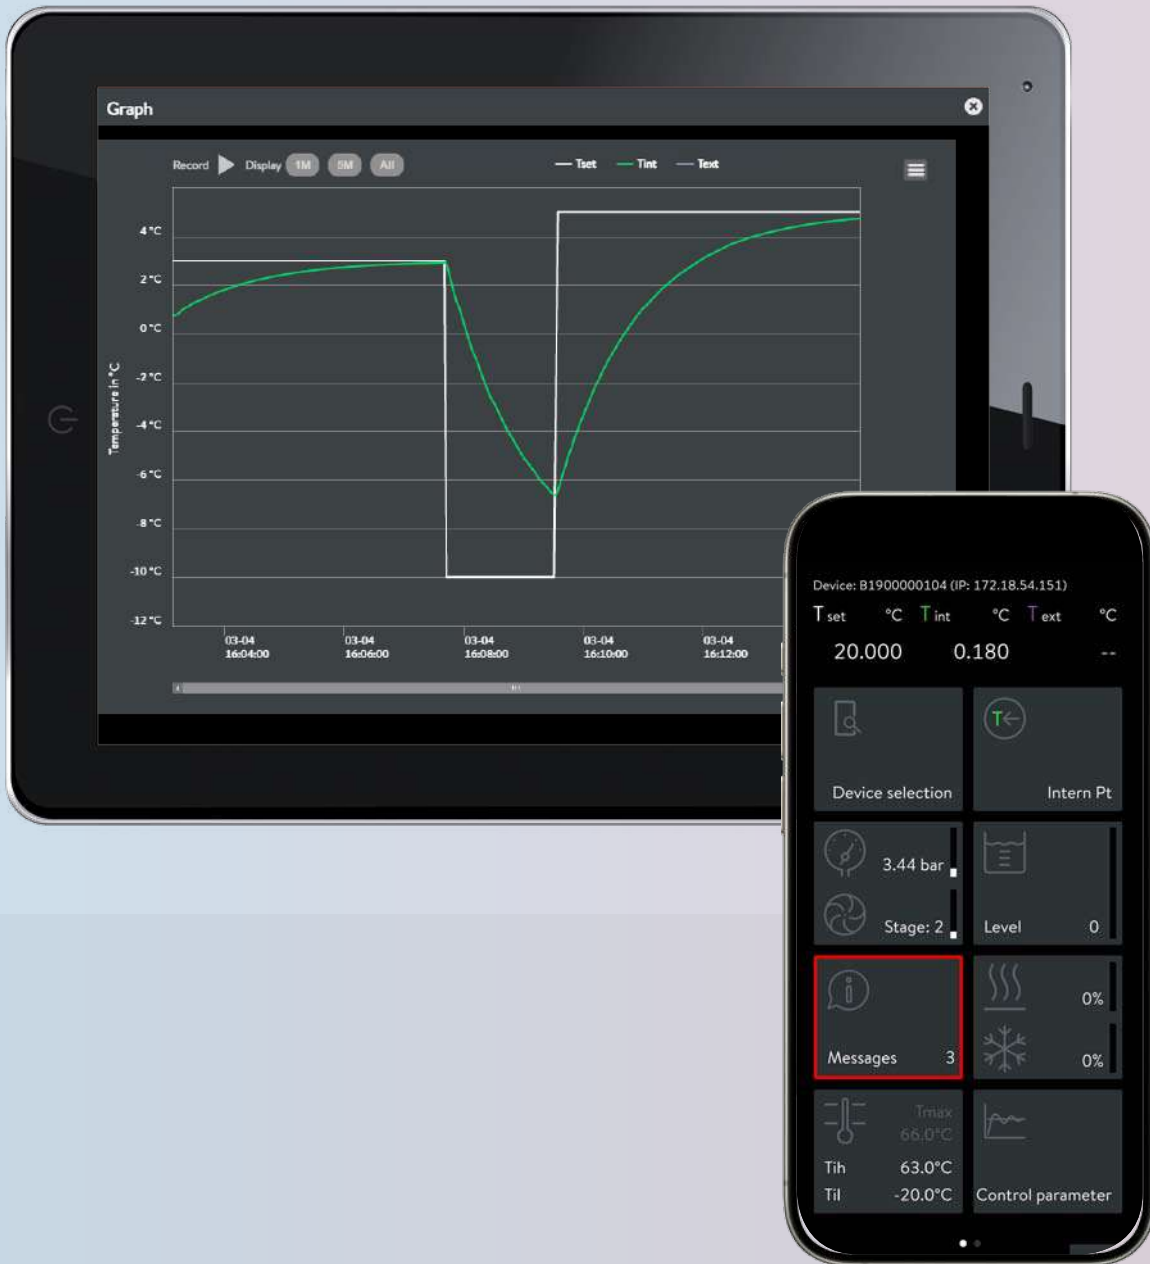 Graph
Record Display 1M 5M All
Tset Tint Text
Temperature in °C
4 °C
2 °C
0 °C
-2 °C
-4 °C
-6 °C
-8 °C
-10 °C
-12 °C
03-04 03-04 03-04 03-04 03-04
16:04:00 16:06:00 16:08:00 16:10:00 16:12:00
Device: B1900000104 (IP: 172.18.54.151)
T set °C T int °C T ext °C
20.000 0.180 --
T
Device selection Intern Pt
3.44 bar
Stage: 2 Level 0
0%
Messages 3 0%
Tmax
66.0°C
Tih 63.0°C
Til -20.0°C Control parameter